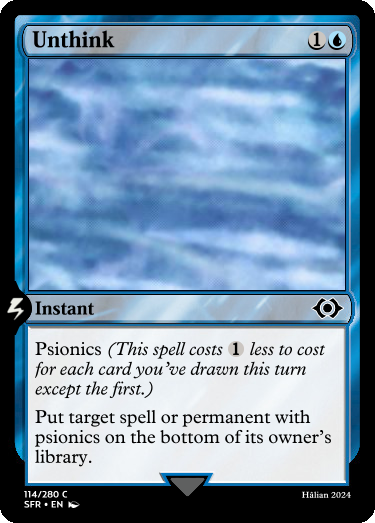 Unthink 1
Instant
Psionics (This spell costs 1 less to cost
for each card you've drawn this turn
except the first.)
Put target spell or permanent with
psionics on the bottom of its owner's
library.
114/280 C
SFR • EN Hålian 2024